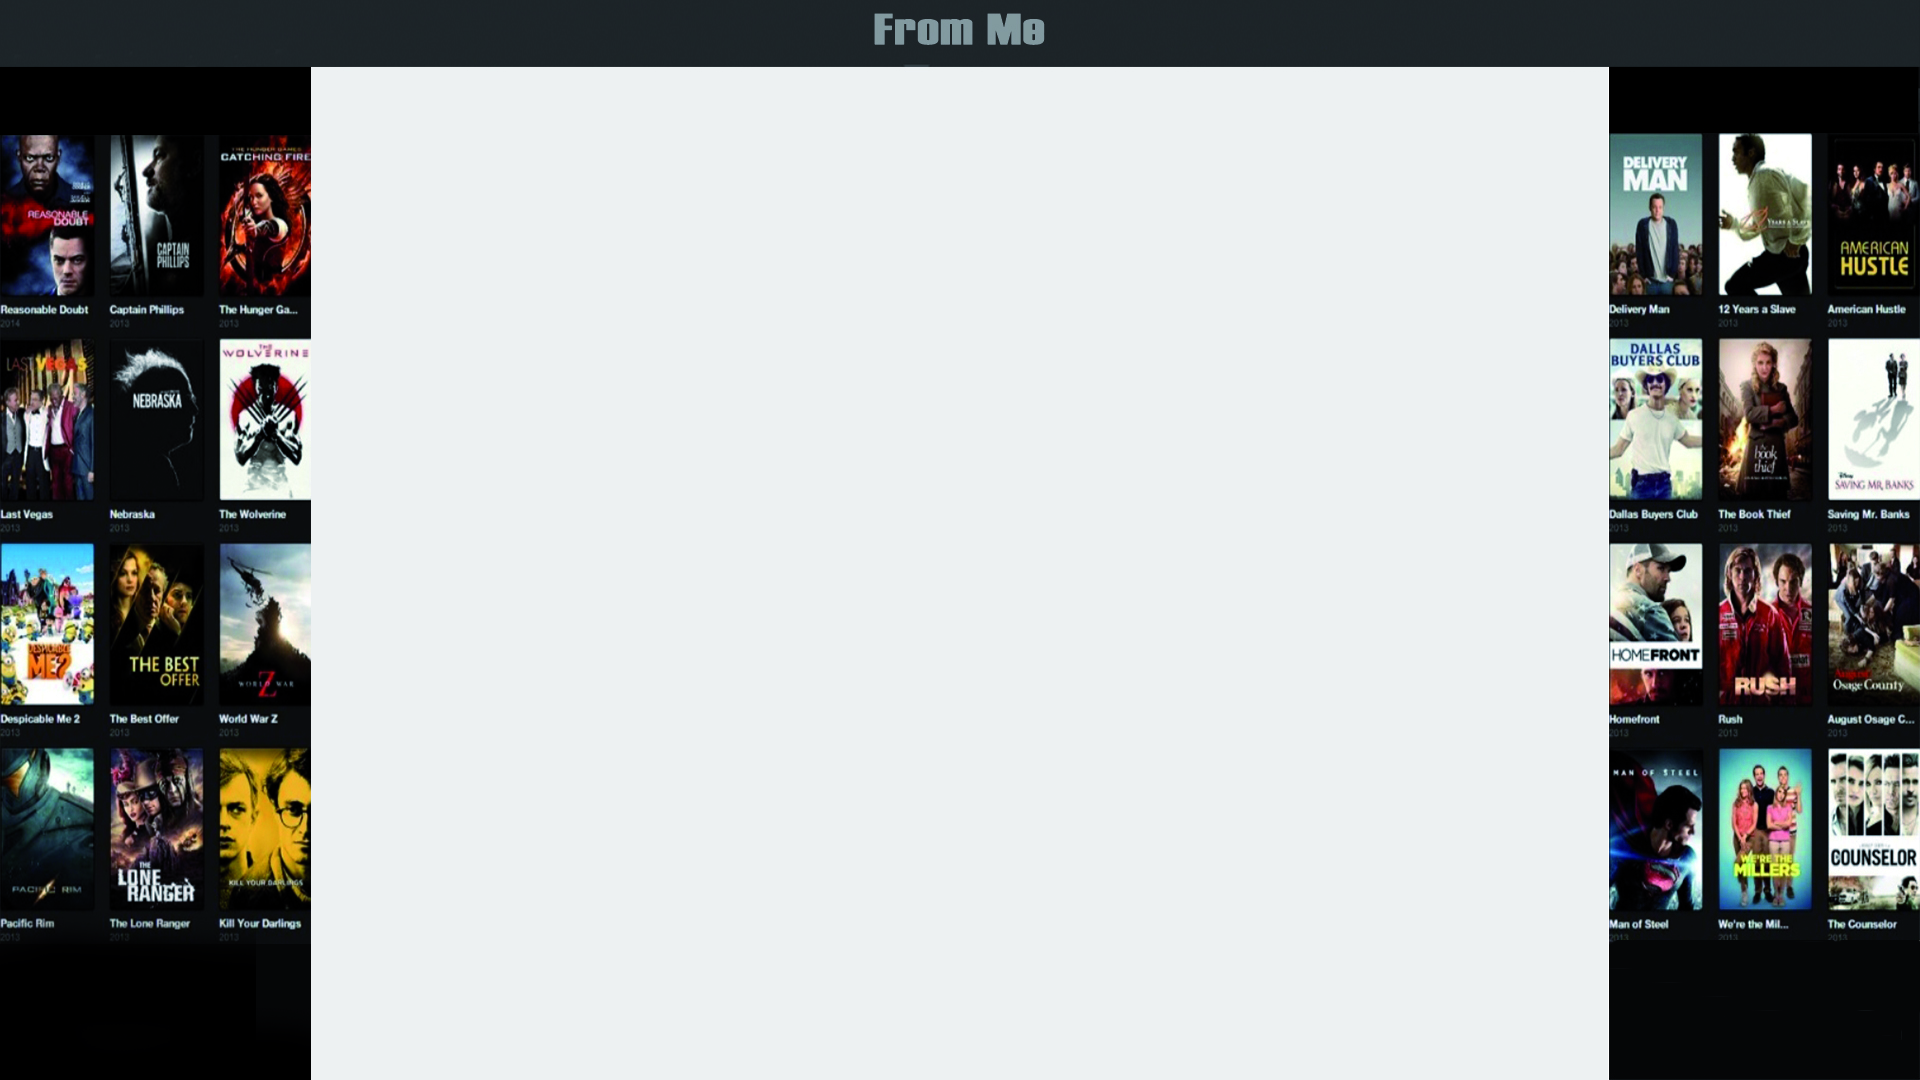 From Me
REASONABLE
DOUBT
Reasonable Doubt
2014
CAPTAIN
PHILLIPS
Captain Phillips
2013
THE HUNGER GAMES
CATCHING FIRE
The Hunger Ga...
2013
DELIVERY
MAN
Delivery Man
2013
12 YEARS A SLAVE
12 Years a Slave
2013
AMERICAN
HUSTLE
American Hustle
2013
LAST VEGAS
Last Vegas
2013
NEBRASKA
Nebraska
2013
THE
WOLVERINE
The Wolverine
2013
DALLAS
BUYERS CLUB
Dallas Buyers Club
2013
the
book
thief
The Book Thief
2013
Disney
SAVING MR. BANKS
Saving Mr. Banks
2013
DESPICABLE
ME2
Despicable Me 2
2013
THE BEST
OFFER
The Best Offer
2013
WORLD WAR
Z
World War Z
2013
HOMEFRONT
Homefront
2013
RUSH
Rush
2013
August:
Osage County
August Osage C...
2013
PACIFIC RIM
Pacific Rim
2013
THE
LONE
RANGER
The Lone Ranger
2013
KILL YOUR DARLINGS
Kill Your Darlings
2013
MAN OF STEEL
Man of Steel
2013
WE'RE THE
MILLERS
We're the Mil...
2013
COUNSELOR
The Counselor
2013